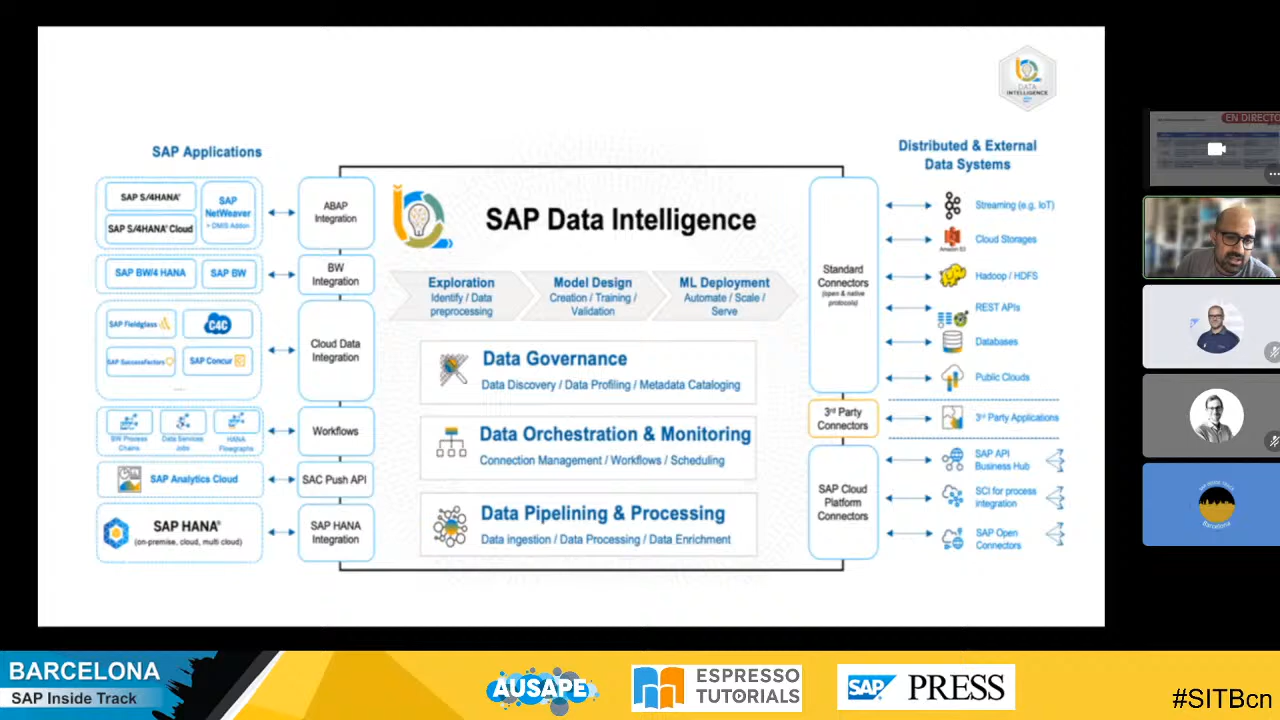 DATA
INTELLIGENCE
SAP Applications
SAP S/4HANA'
SAP S/4HANA' Cloud
SAP
NetWeaver
> DMIS Addon
ABAP
Integration
SAP BW/4 HANA
SAP BW
BW
Integration
SAP Fieldglass
C4C
SAP SuccessFactors
SAP Concur
Cloud Data
Integration
BW Process
Chains
Data Services
Jobs
HANA
Flowgraphs
Workflows
SAP Analytics Cloud
SAC Push API
SAP HANA®
(on-premise, cloud, multi cloud)
SAP HANA
Integration
SAP Data Intelligence
Exploration
Identify / Data
preprocessing
Model Design
Creation / Training /
Validation
ML Deployment
Automate / Scale /
Serve
Data Governance
Data Discovery / Data Profiling / Metadata Cataloging
Data Orchestration & Monitoring
Connection Management / Workflows / Scheduling
Data Pipelining & Processing
Data ingestion / Data Processing / Data Enrichment
Standard
Connectors
(open & native
protocols)
3rd Party
Connectors
SAP Cloud
Platform
Connectors
Distributed & External
Data Systems
Streaming (e.g. IoT)
Cloud Storages
Amazon S3
Hadoop / HDFS
REST APIs
Databases
Public Clouds
3rd Party Applications
SAP API
Business Hub
SCI for process
integration
SAP Open
Connectors
EN DIRECTO
Barcelona
BARCELONA
SAP Inside Track
AUSAPE
ESPRESSO
TUTORIALS
SAP PRESS
#SITBcn